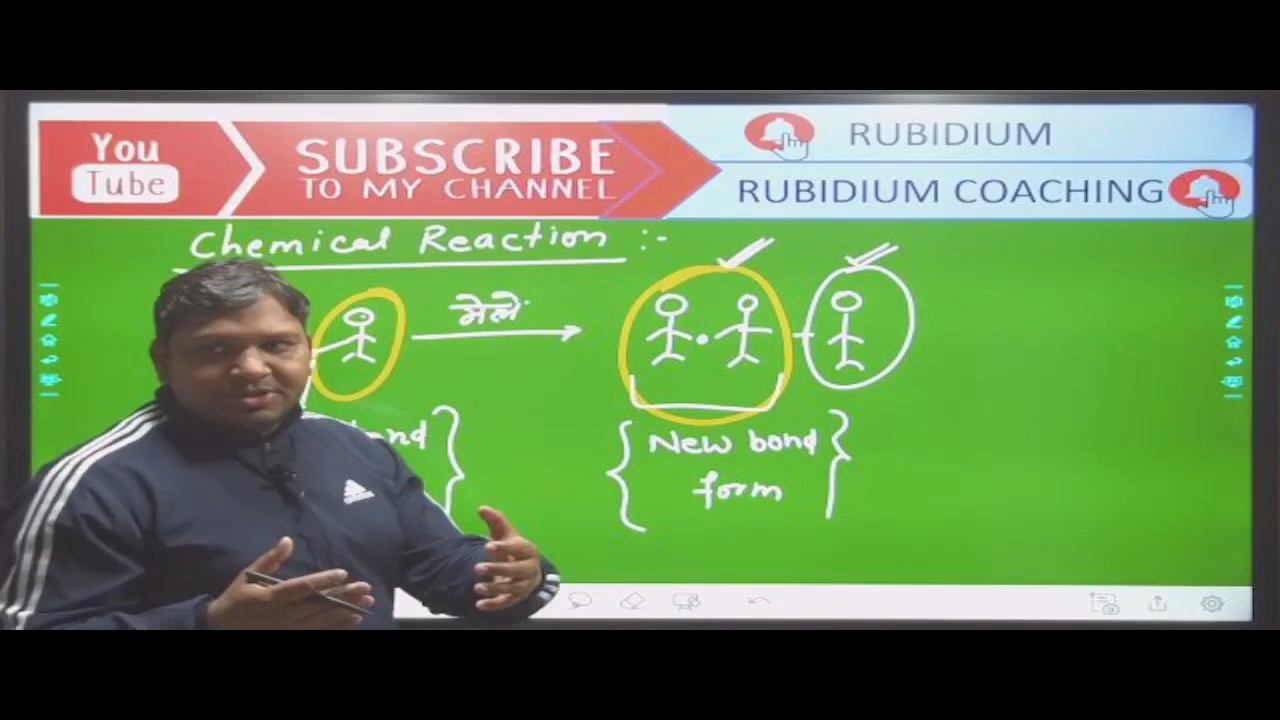 You
Tube
SUBSCRIBE
TO MY CHANNEL
RUBIDIUM
RUBIDIUM COACHING
Chemical Reaction :-
मेले
New bond
form